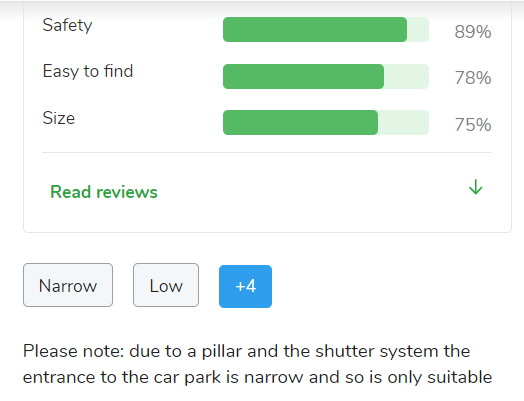 Safety 89%
Easy to find 78%
Size 75%
Read reviews
Narrow Low +4
Please note: due to a pillar and the shutter system the
entrance to the car park is narrow and so is only suitable